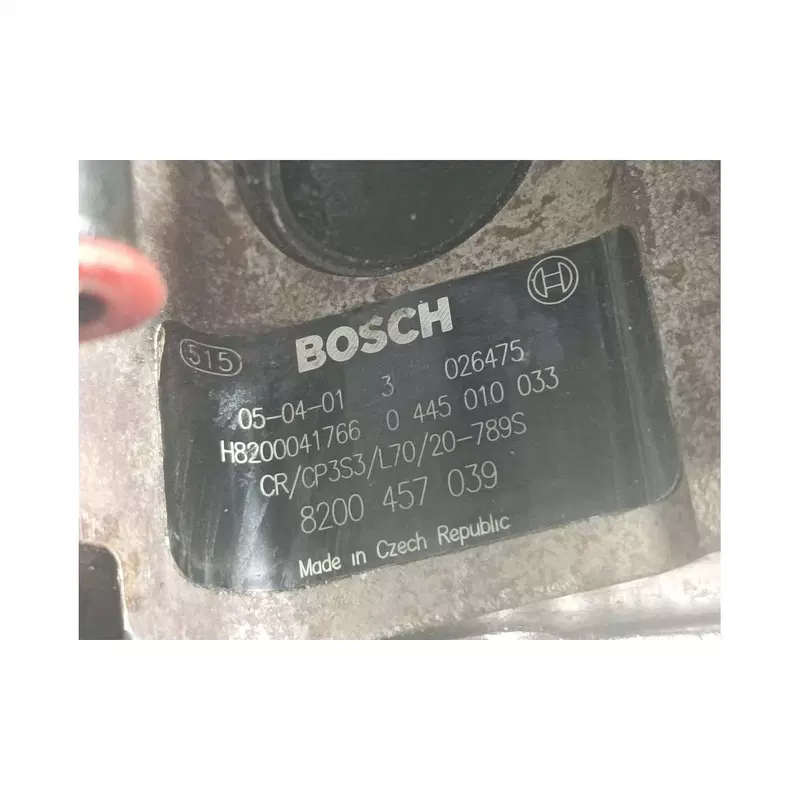 515 BOSCH
05-04-01 3 026475
H8200041766 0 445 010 033
CR/CP3S3/L70/20-789S
8200 457 039
Made in Czech Republic